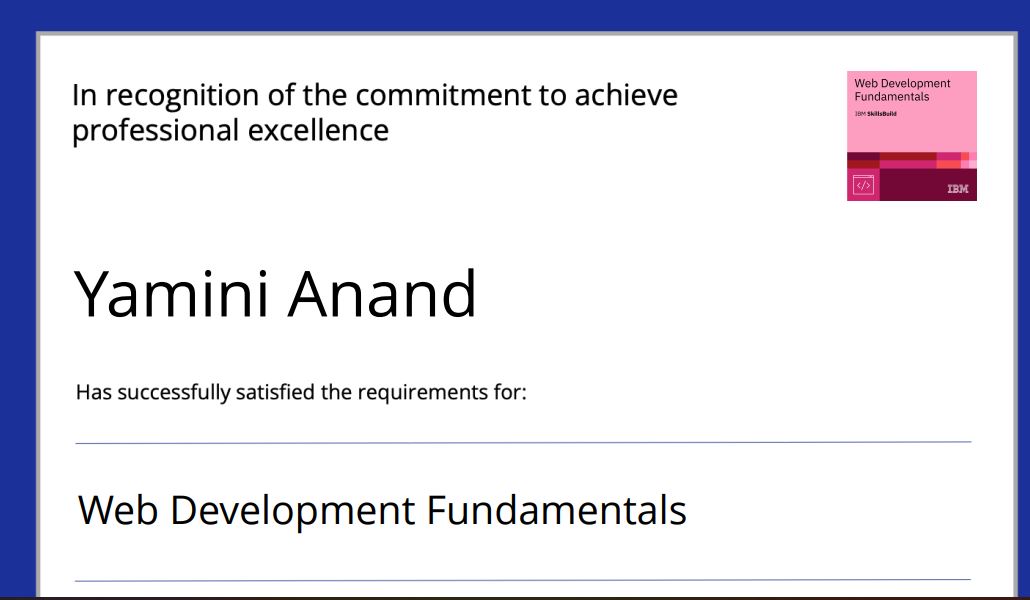 In recognition of the commitment to achieve
professional excellence
Web Development
Fundamentals
IBM SkillsBuild
</>
IBM
Yamini Anand
Has successfully satisfied the requirements for:
Web Development Fundamentals